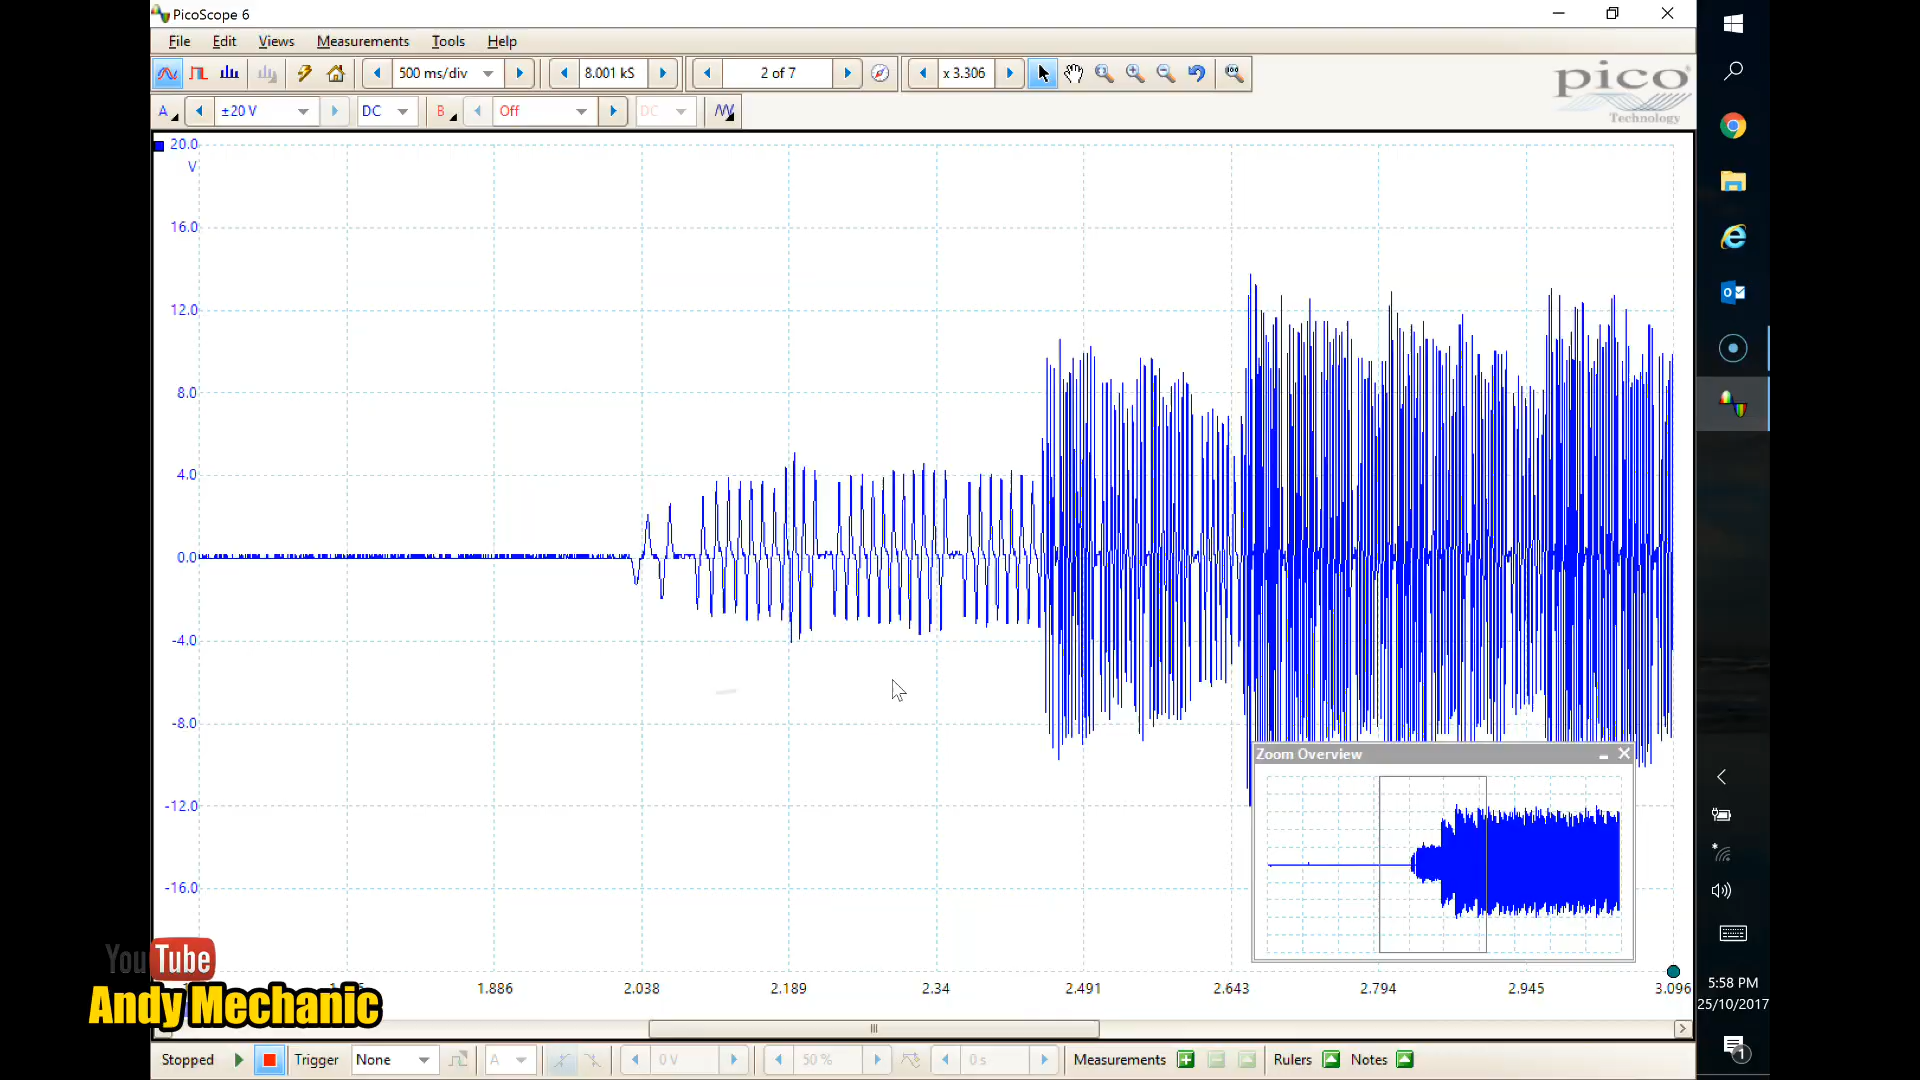 PicoScope 6
File Edit Views Measurements Tools Help
500 ms/div 8.001 kS 2 of 7 x 3.306
pico
Technology
A ±20 V DC B Off DC
20.0
V
16.0
12.0
8.0
4.0
0.0
-4.0
-8.0
-12.0
-16.0
Zoom Overview
1.886 2.038 2.189 2.34 2.491 2.643 2.794 2.945 3.096
YouTube
Andy Mechanic
Stopped Trigger None A 0 V 50 % 0 s Measurements Rulers Notes
5:58 PM
25/10/2017
1